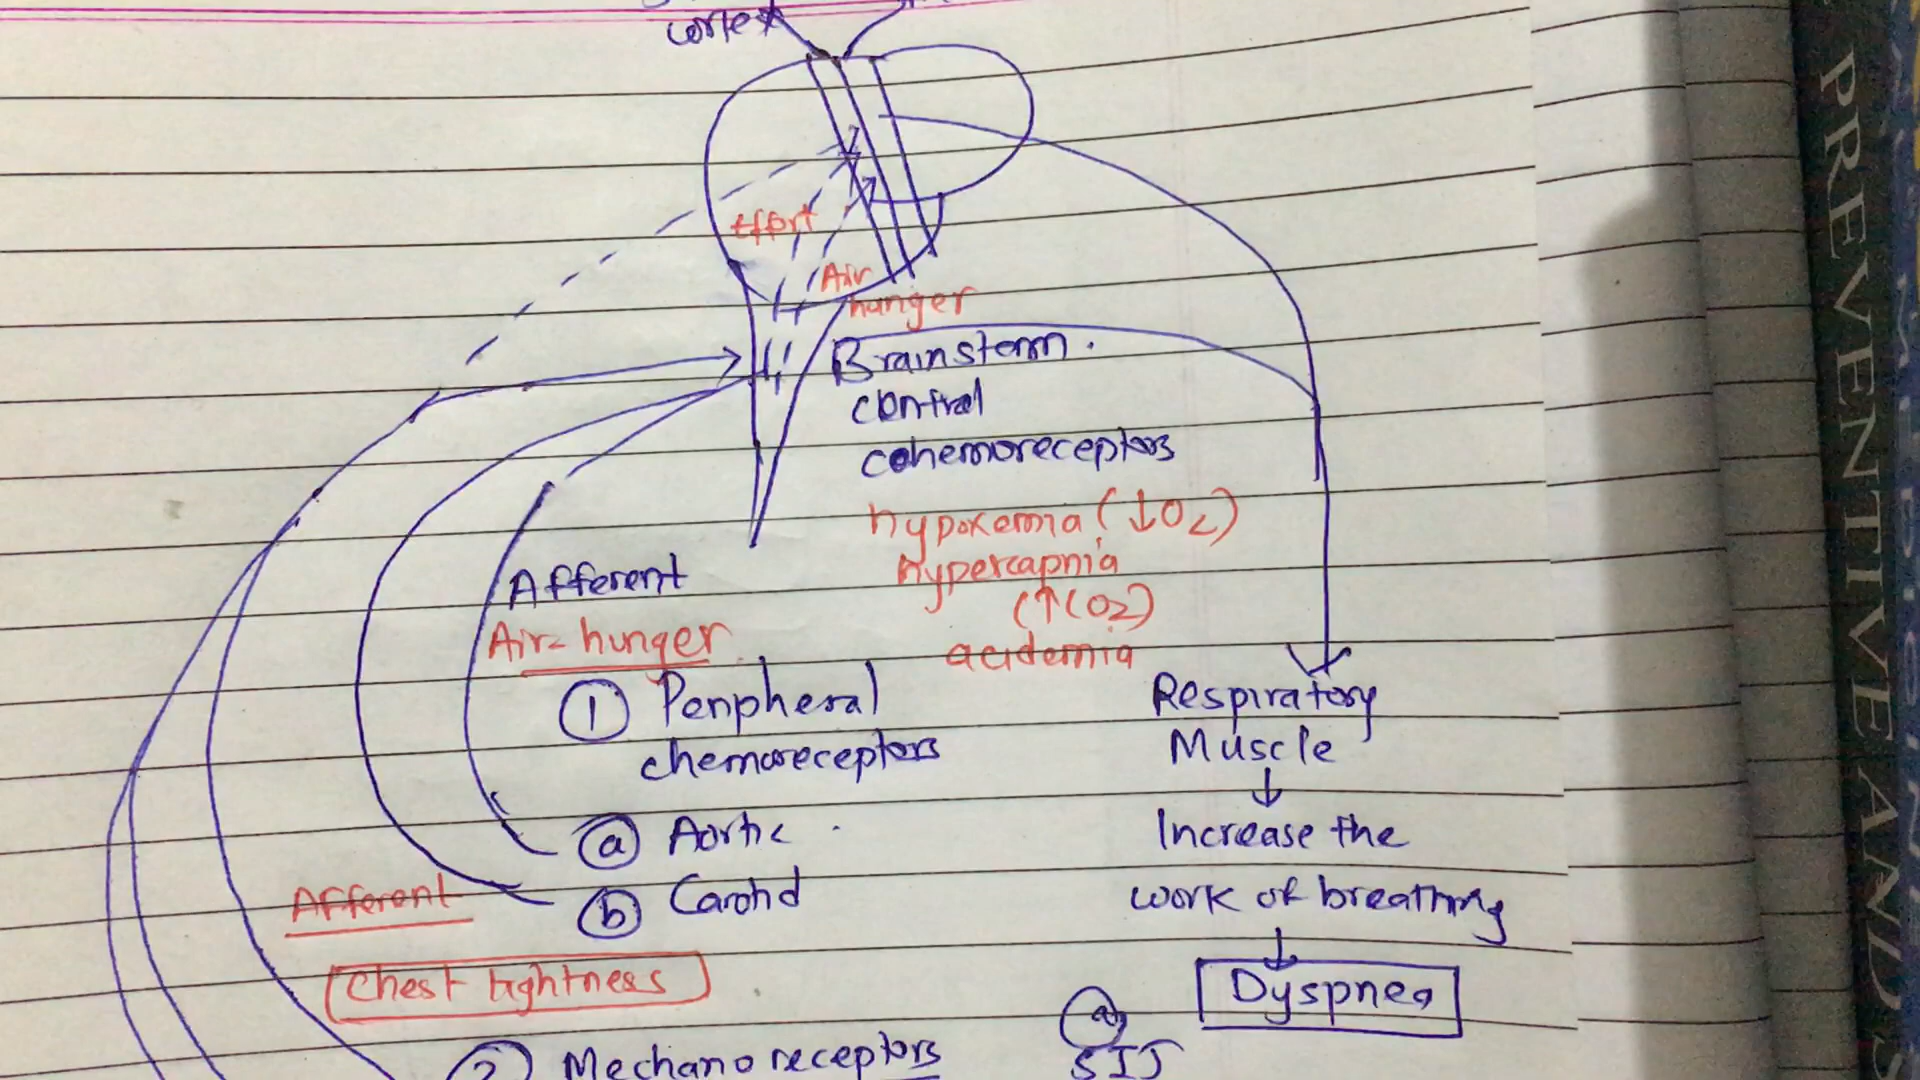 cortex
Effort
Air
hunger
Brainstem.
central
chemoreceptors
hypoxemia (↓O2)
hypercapnia
(↑CO2)
acidemia
Afferent
Air-hunger
① Peripheral
chemoreceptors
ⓐ Aortic
ⓑ Carotid
Respiratory
Muscle
↓
Increase the
work of breathing
↓
Dyspnea
Afferent
Chest tightness
② Mechanoreceptors
ⓐ
PREVENTIVE AND S